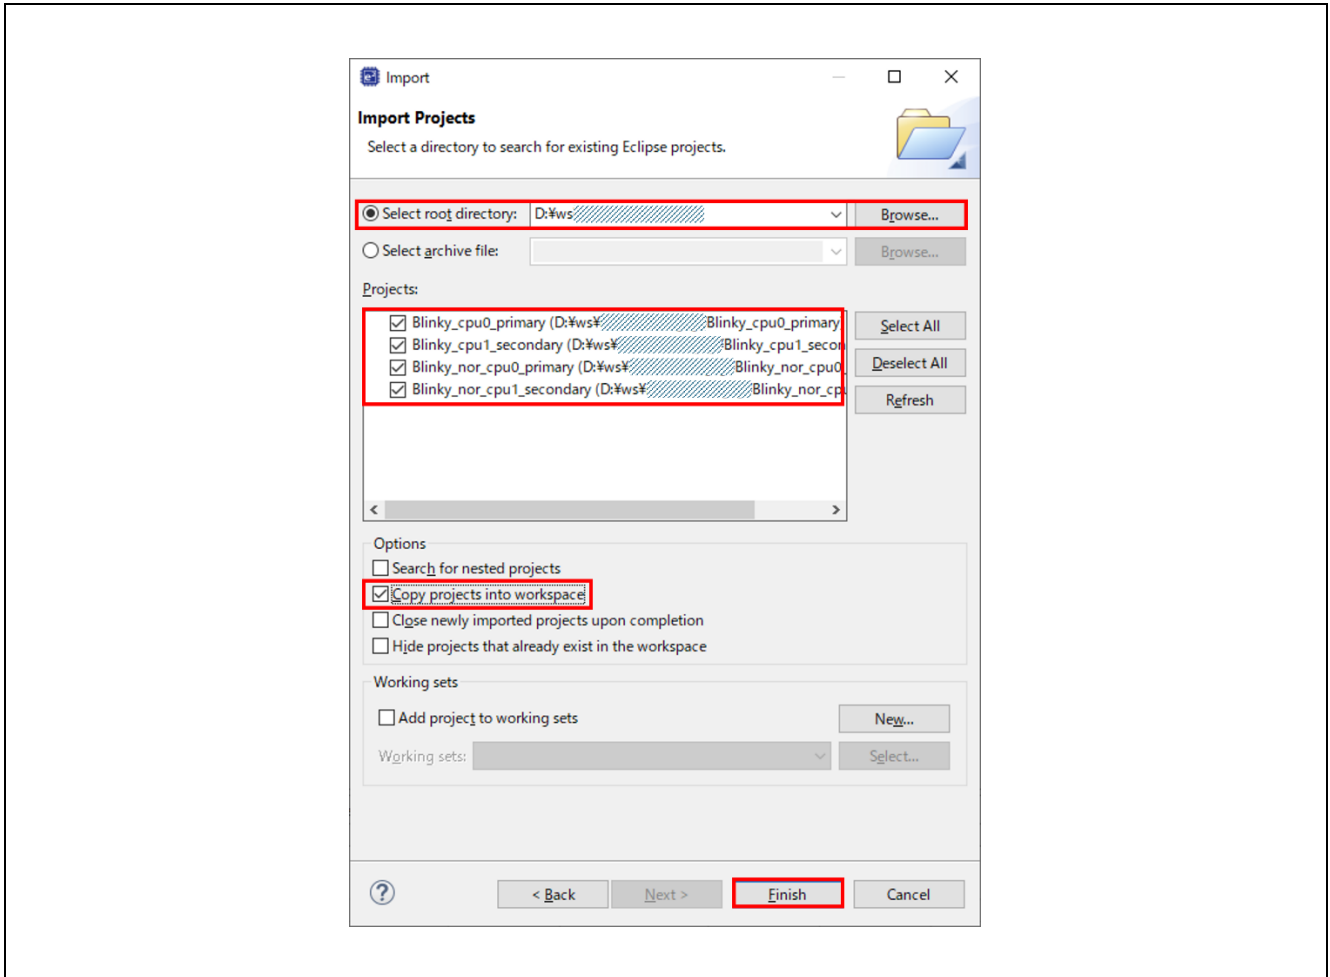 Import
Import Projects
Select a directory to search for existing Eclipse projects.
Select root directory: D:¥ws Browse...
Select archive file: Browse...
Projects:
Blinky_cpu0_primary (D:¥ws¥ Blinky_cpu0_primary
Blinky_cpu1_secondary (D:¥ws¥ Blinky_cpu1_secon
Blinky_nor_cpu0_primary (D:¥ws¥ Blinky_nor_cpu0_
Blinky_nor_cpu1_secondary (D:¥ws¥ Blinky_nor_cpu
Select All
Deselect All
Refresh
Options
Search for nested projects
Copy projects into workspace
Close newly imported projects upon completion
Hide projects that already exist in the workspace
Working sets
Add project to working sets New...
Working sets: Select...
? < Back Next > Finish Cancel